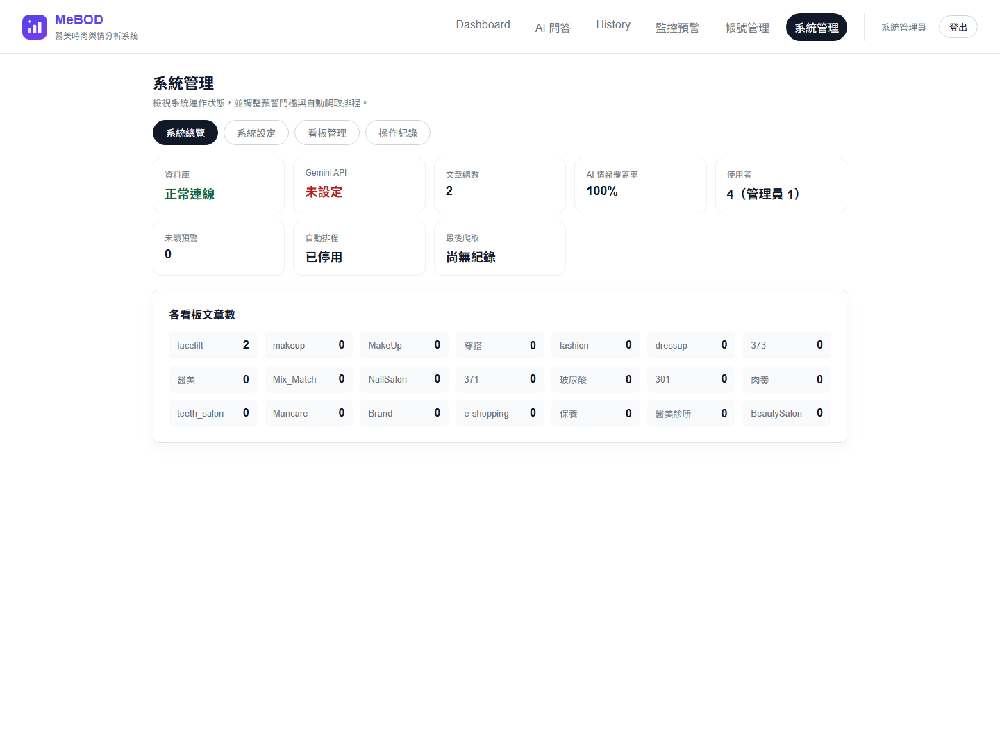 MeBOD
醫美時尚輿情分析系統
Dashboard
AI 問答
History
監控預警
帳號管理
系統管理
系統管理員
登出
系統管理
檢視系統運作狀態，並調整預警門檻與自動爬取排程。
系統總覽
系統設定
看板管理
操作紀錄
資料庫
正常連線
Gemini API
未設定
文章總數
2
AI 情緒覆蓋率
100%
使用者
4（管理員 1）
未讀預警
0
自動排程
已停用
最後爬取
尚無紀錄
各看板文章數
facelift 2
makeup 0
MakeUp 0
穿搭 0
fashion 0
dressup 0
373 0
醫美 0
Mix_Match 0
NailSalon 0
371 0
玻尿酸 0
301 0
肉毒 0
teeth_salon 0
Mancare 0
Brand 0
e-shopping 0
保養 0
醫美診所 0
BeautySalon 0